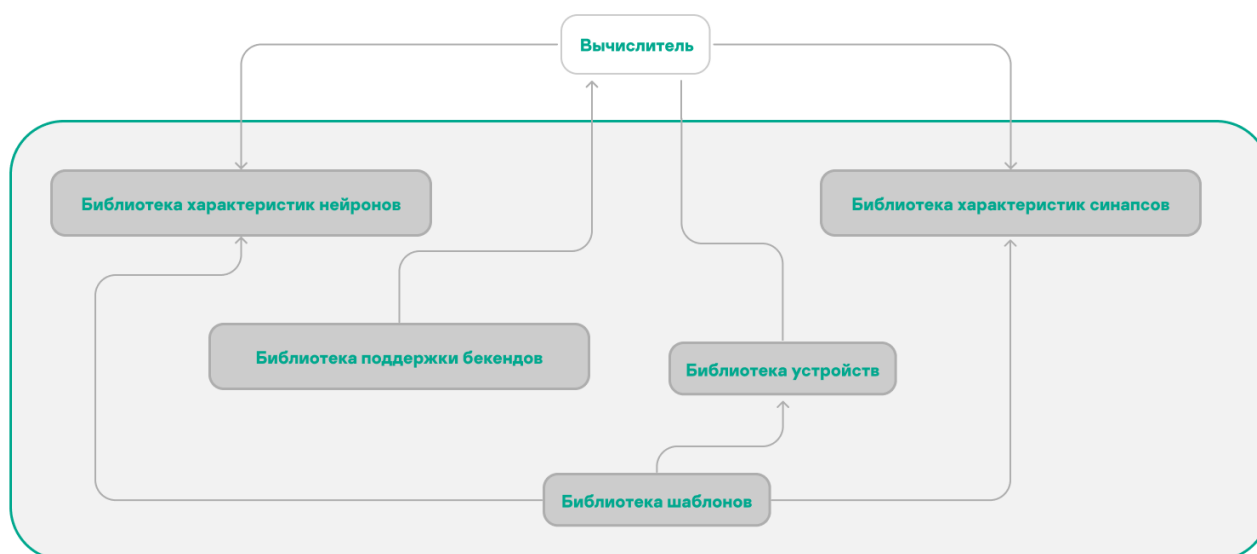 Вычислитель
Библиотека характеристик нейронов
Библиотека характеристик синапсов
Библиотека поддержки бекендов
Библиотека устройств
Библиотека шаблонов